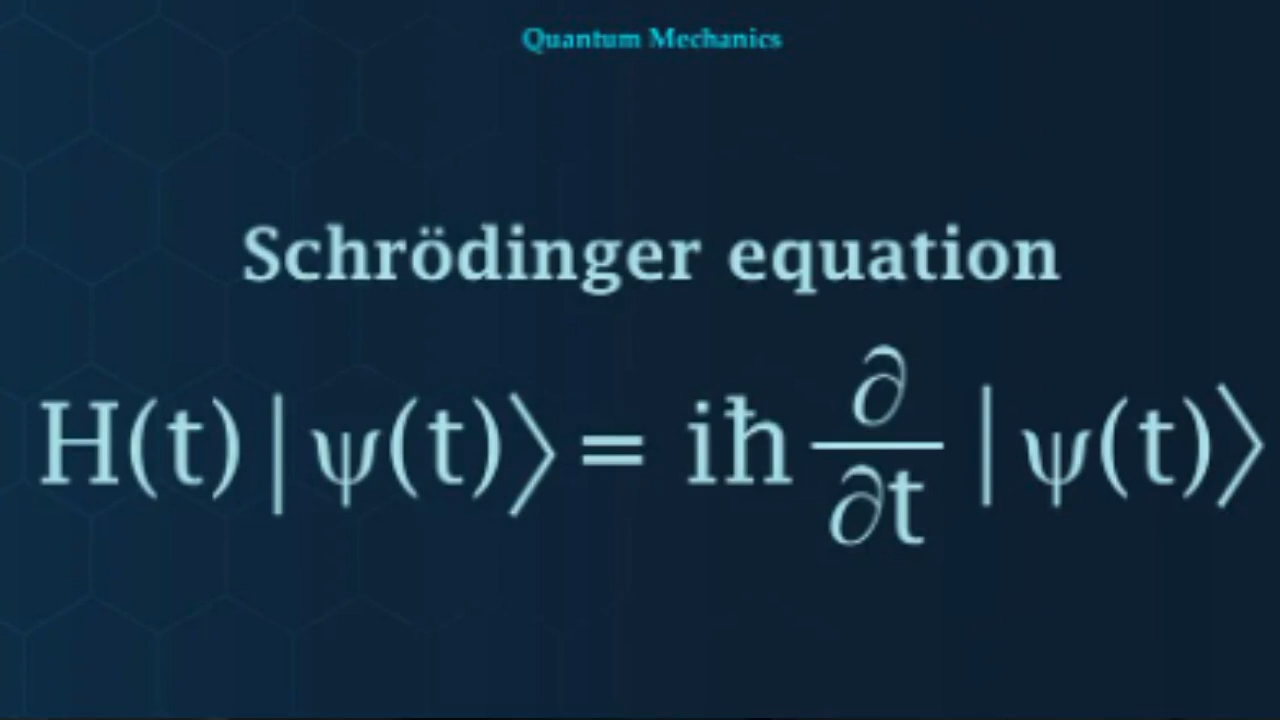 Quantum Mechanics
Schrödinger equation
H(t)|ψ(t)⟩ = iħ ∂/∂t |ψ(t)⟩